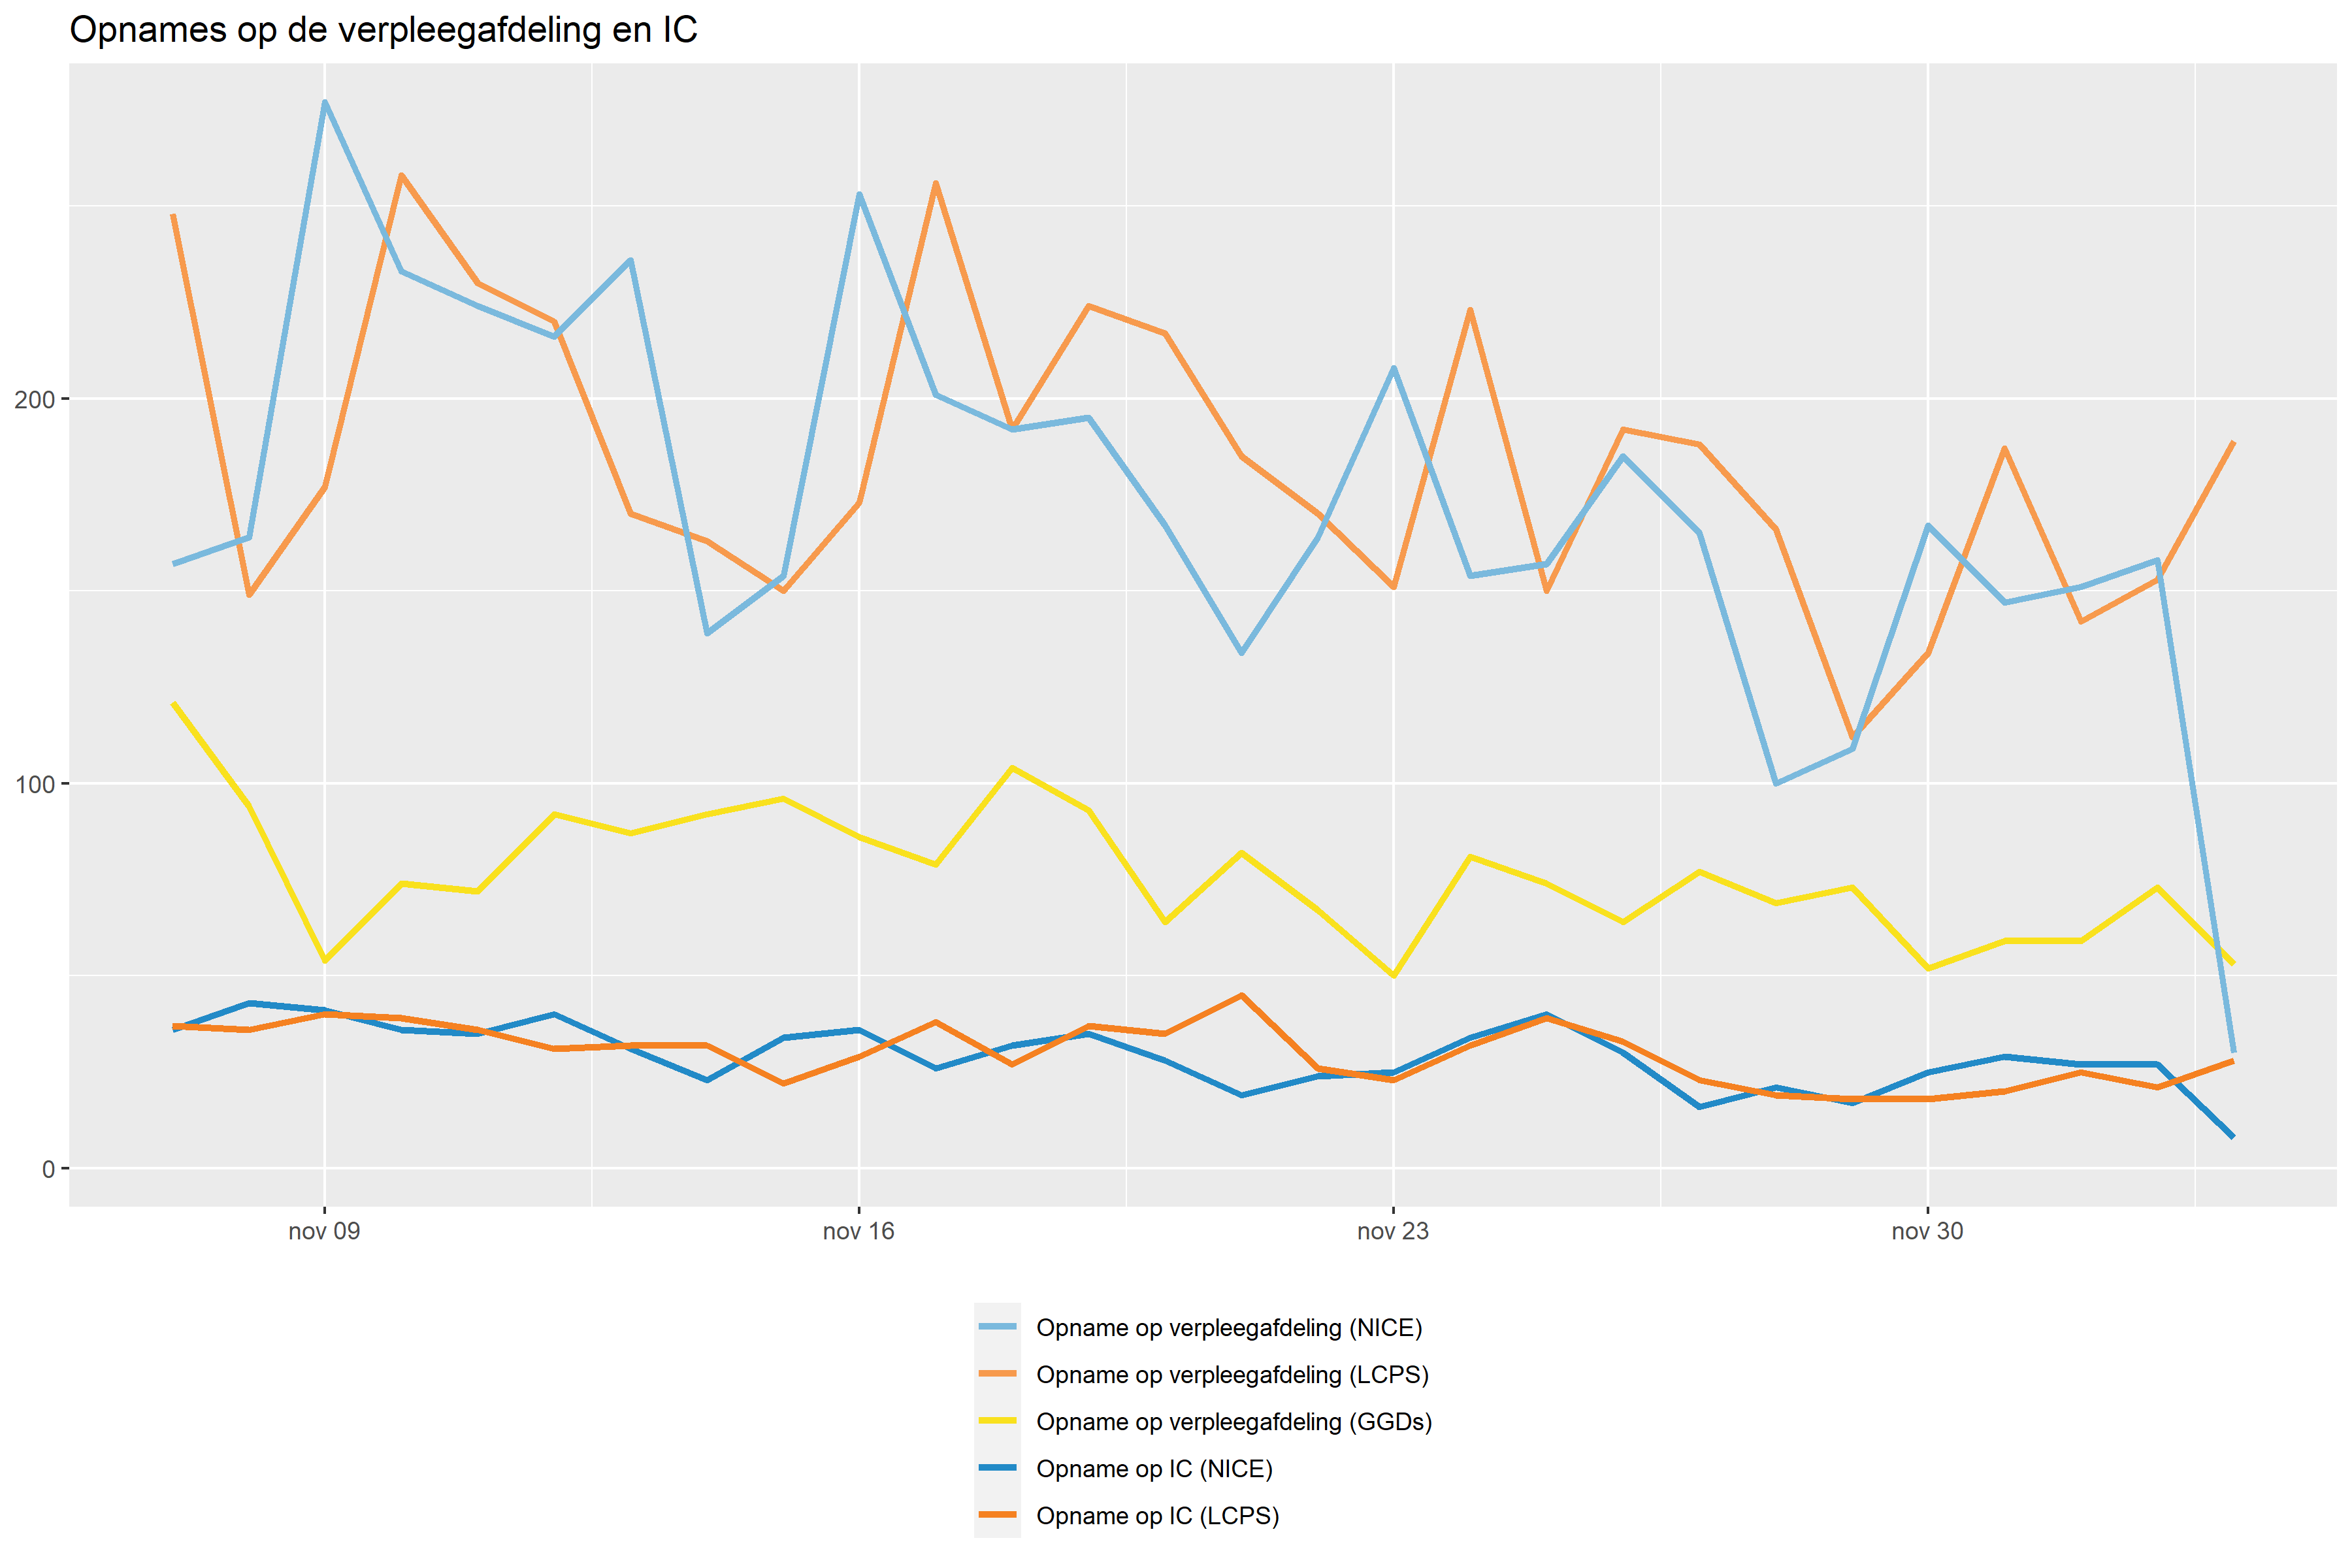 Opnames op de verpleegafdeling en IC
200
100
0
nov 09
nov 16
nov 23
nov 30
Opname op verpleegafdeling (NICE)
Opname op verpleegafdeling (LCPS)
Opname op verpleegafdeling (GGDs)
Opname op IC (NICE)
Opname op IC (LCPS)